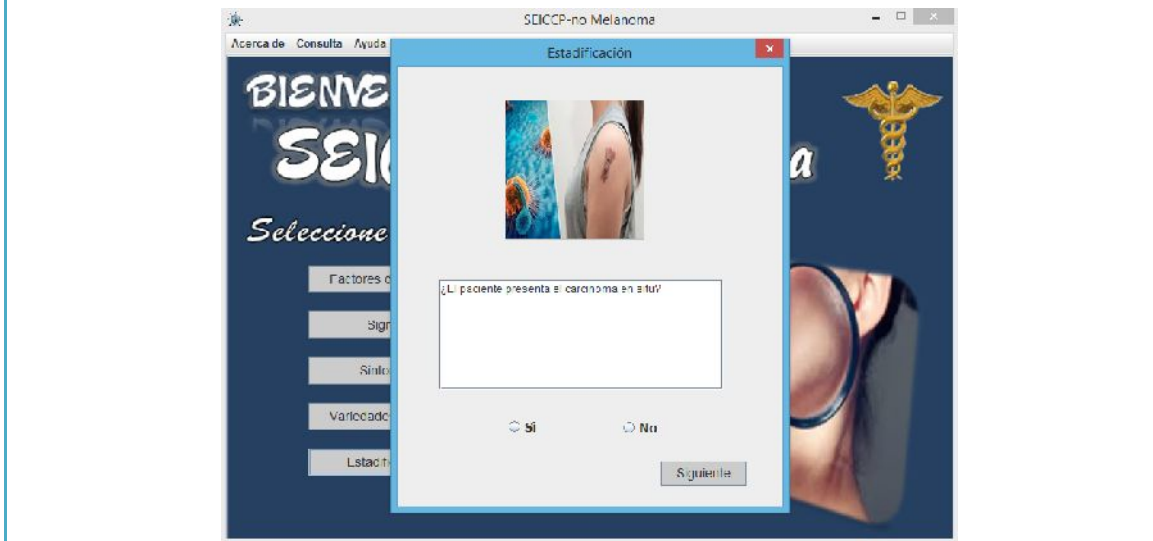 SEICCP-no Melanoma
Acerca de Consulta Ayuda
Estadificación
BIENVE
SEI
a
Seleccione
Factores
¿El paciente presenta el carcinoma en situ?
Sign
Sínto
Variedade
Sí No
Estadifi
Siguiente